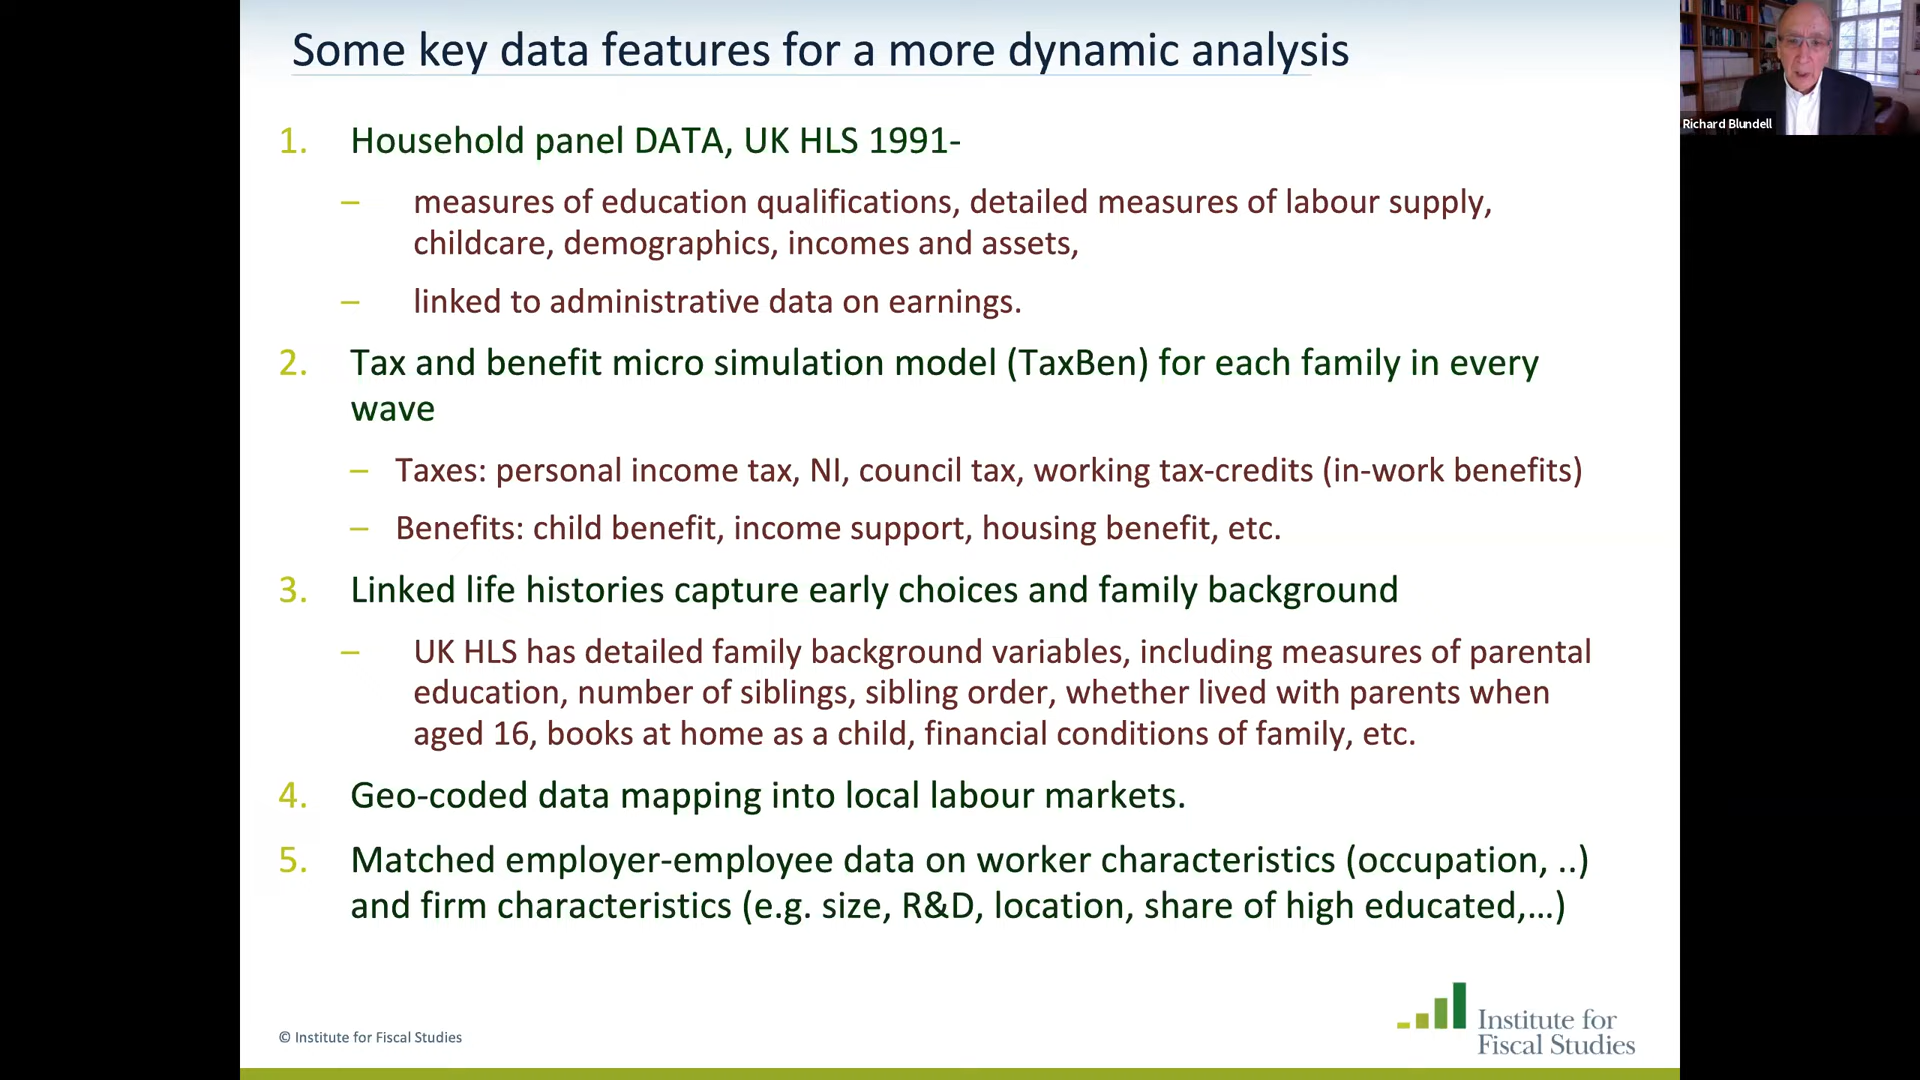 Some key data features for a more dynamic analysis
Richard Blundell
1. Household panel DATA, UK HLS 1991-
– measures of education qualifications, detailed measures of labour supply,
childcare, demographics, incomes and assets,
– linked to administrative data on earnings.
2. Tax and benefit micro simulation model (TaxBen) for each family in every
wave
– Taxes: personal income tax, NI, council tax, working tax-credits (in-work benefits)
– Benefits: child benefit, income support, housing benefit, etc.
3. Linked life histories capture early choices and family background
– UK HLS has detailed family background variables, including measures of parental
education, number of siblings, sibling order, whether lived with parents when
aged 16, books at home as a child, financial conditions of family, etc.
4. Geo-coded data mapping into local labour markets.
5. Matched employer-employee data on worker characteristics (occupation, ..)
and firm characteristics (e.g. size, R&D, location, share of high educated,...)
© Institute for Fiscal Studies
Institute for
Fiscal Studies